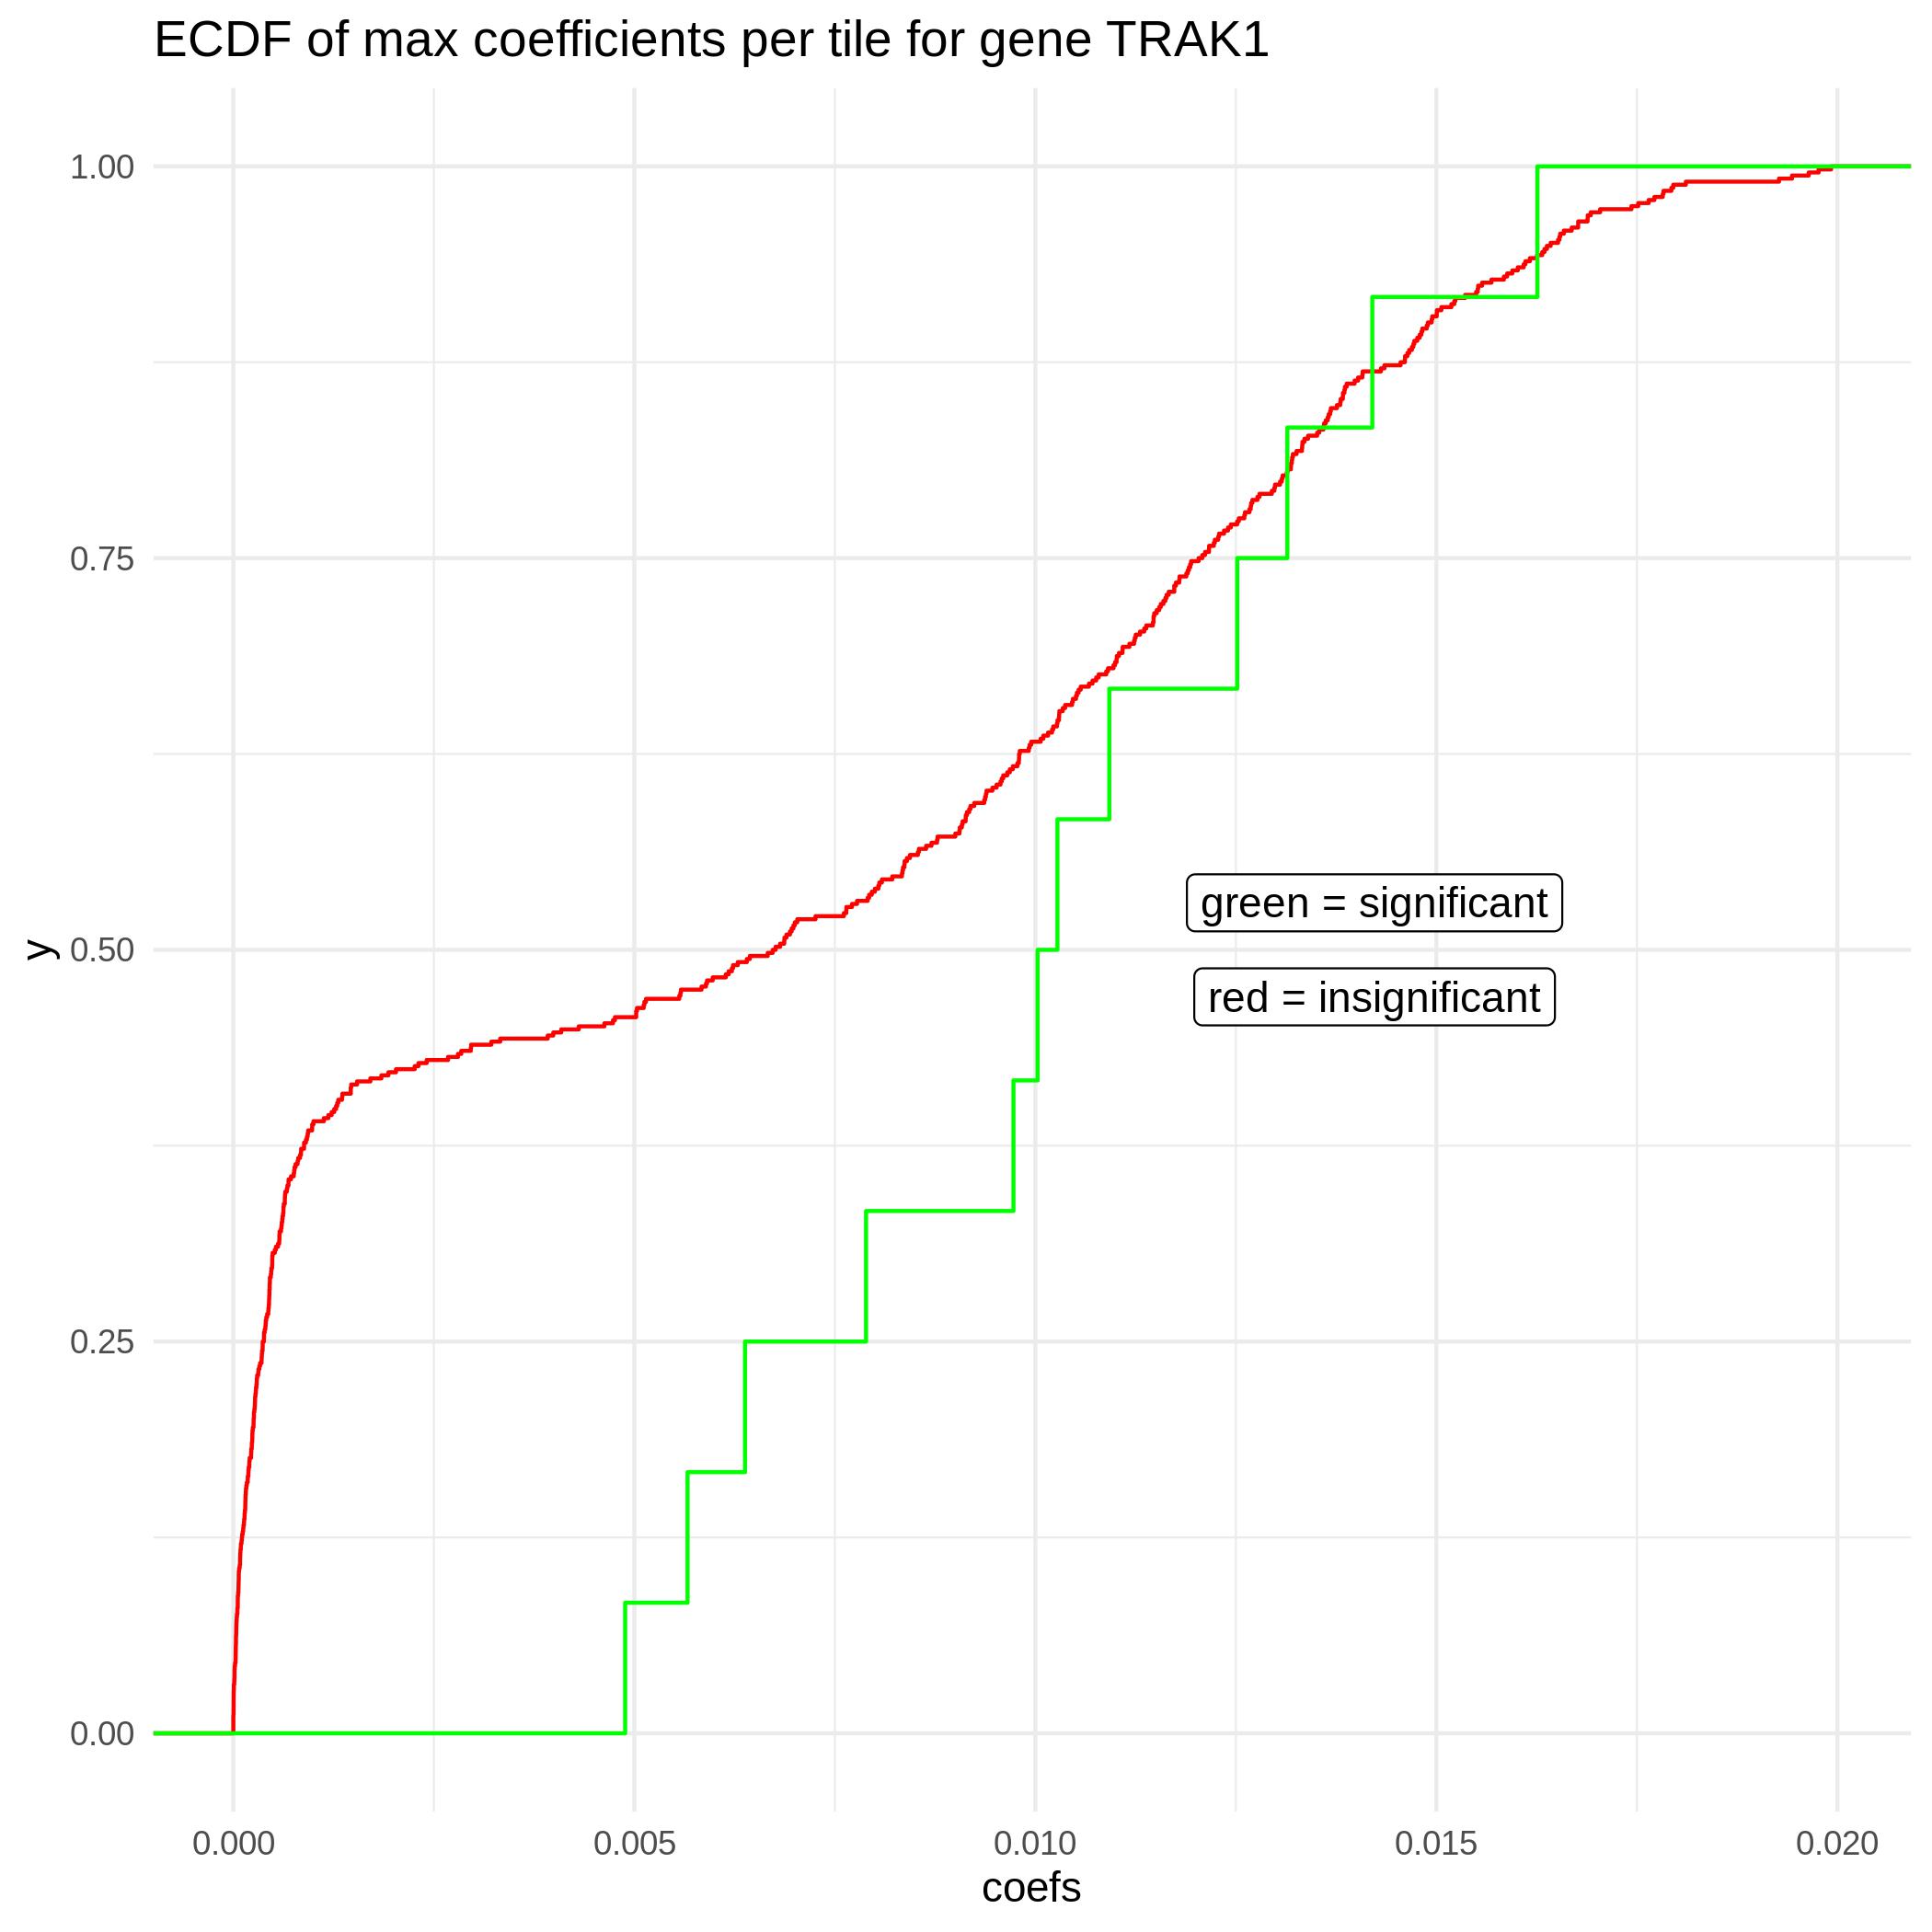 ECDF of max coefficients per tile for gene TRAK1
1.00
0.75
0.50
0.25
0.00
y
green = significant
red = insignificant
0.000 0.005 0.010 0.015 0.020
coefs